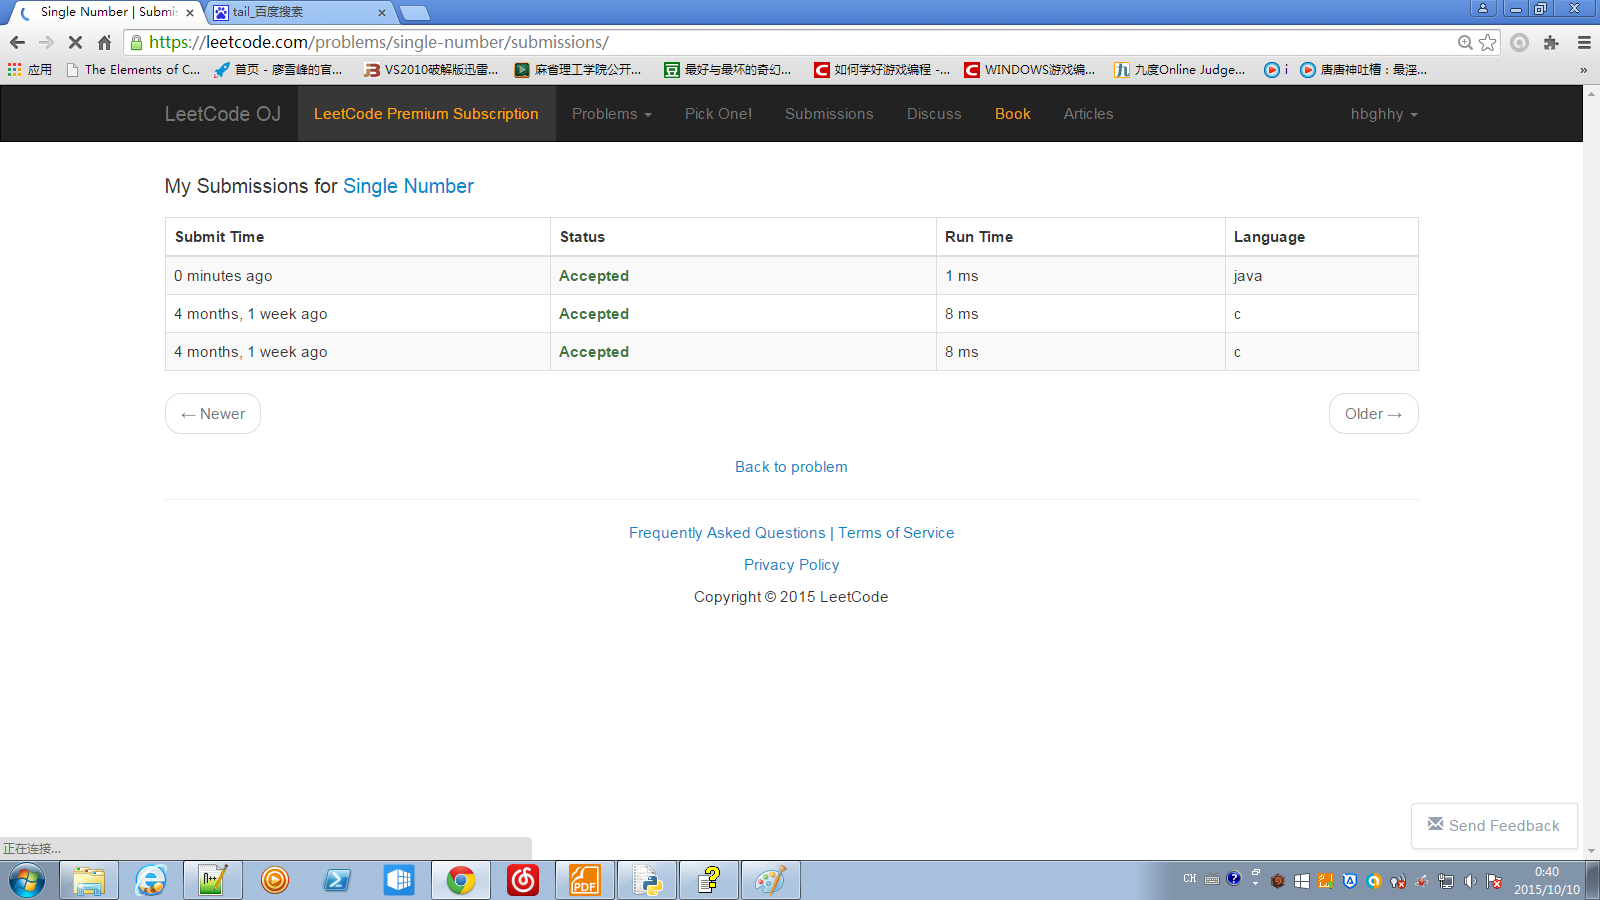 Single Number | Submis
tail_百度搜索
https://leetcode.com/problems/single-number/submissions/
应用
The Elements of C...
首页 - 廖雪峰的官...
VS2010破解版迅雷...
麻省理工学院公开...
最好与最坏的奇幻...
如何学好游戏编程 -...
WINDOWS游戏编...
九度Online Judge...
i
唐唐神吐槽：最淫...
»
LeetCode OJ
LeetCode Premium Subscription
Problems
Pick One!
Submissions
Discuss
Book
Articles
hbghhy
My Submissions for Single Number
Submit Time Status Run Time Language
0 minutes ago Accepted 1 ms java
4 months, 1 week ago Accepted 8 ms c
4 months, 1 week ago Accepted 8 ms c
← Newer
Older →
Back to problem
Frequently Asked Questions | Terms of Service
Privacy Policy
Copyright © 2015 LeetCode
Send Feedback
正在连接...
PDF
CH
0:40
2015/10/10